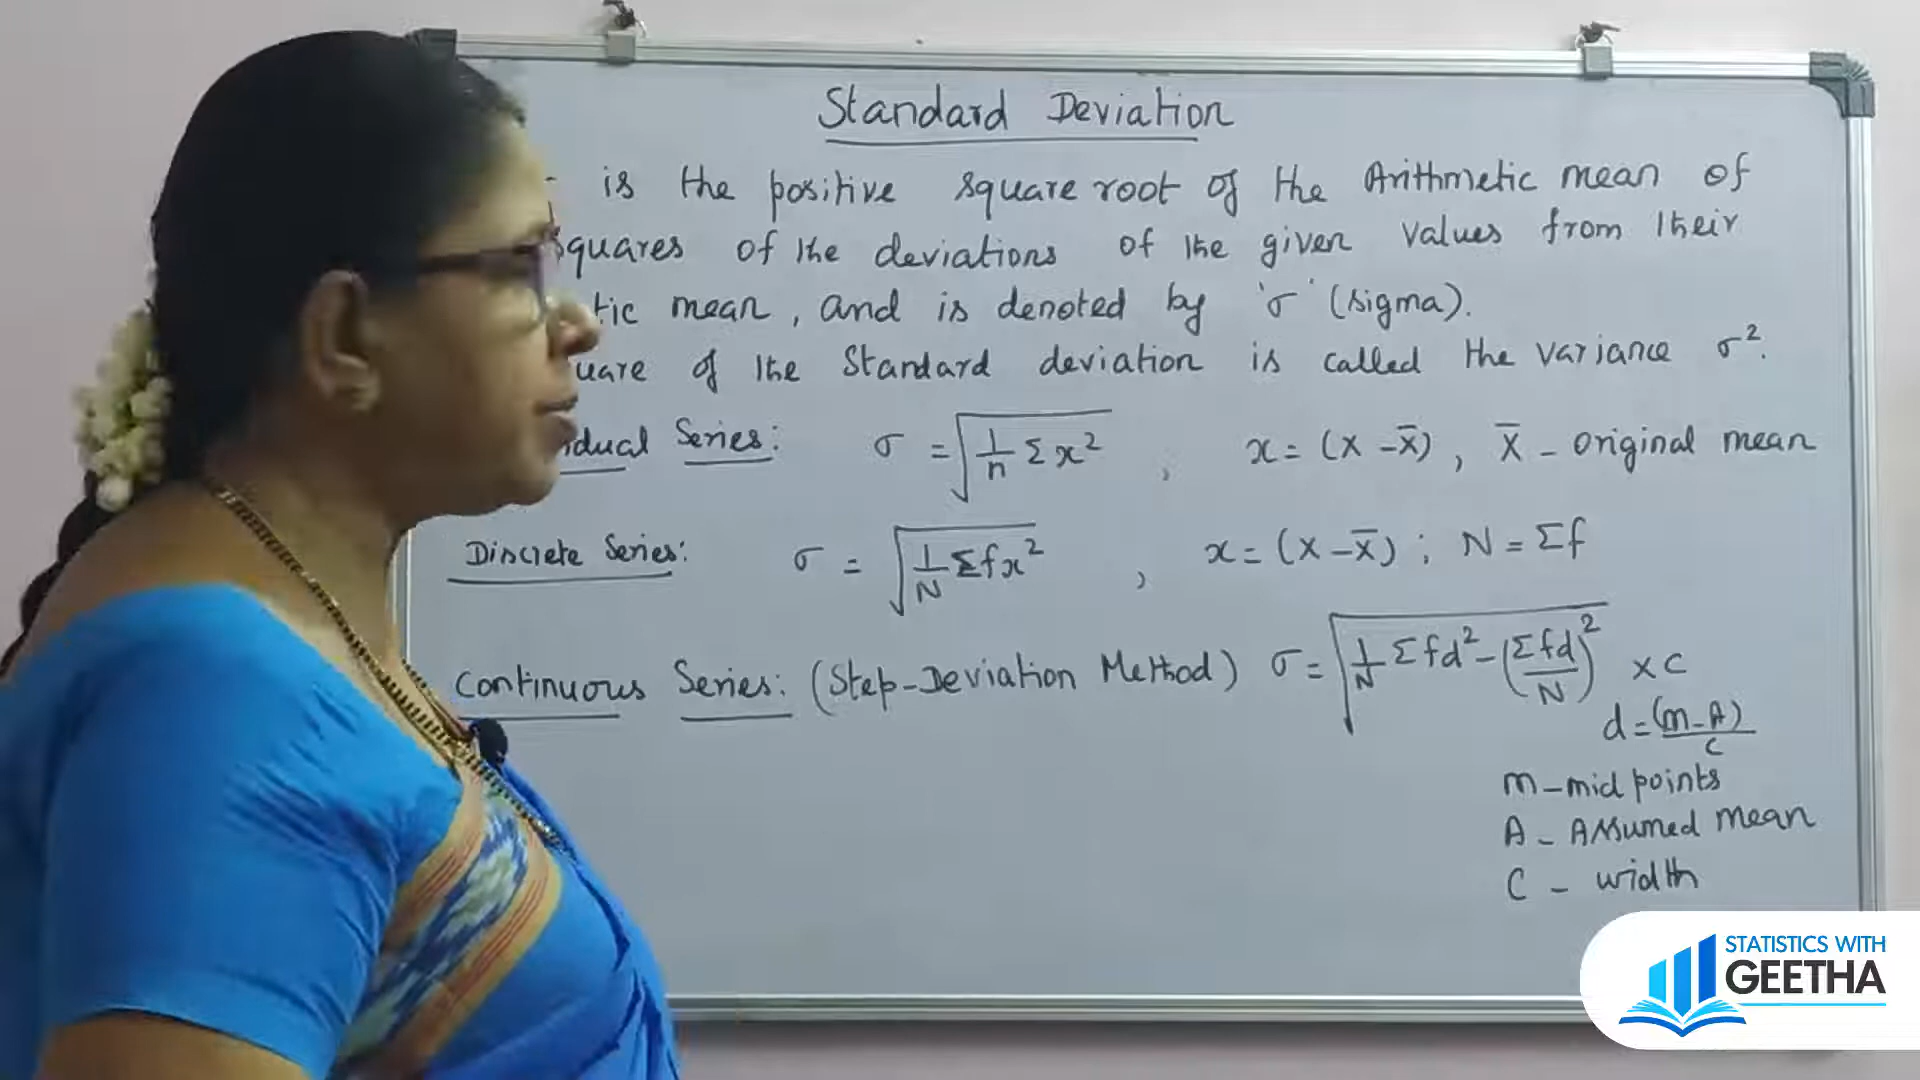 Standard Deviation
is the positive square root of the Arithmetic mean of
squares of the deviations of the given values from their
tic mean, and is denoted by 'σ' (sigma).
uare of the Standard deviation is called the variance σ².
idual Series: σ = √(1/n Σx²) , x = (X - X̄) , X̄ - original mean
Discrete Series: σ = √(1/N Σfx²) , x = (X - X̄) ; N = Σf
Continuous Series: (Step-Deviation Method) σ = √(1/N Σfd² - (Σfd/N)²) × C
d = (m - A)/C
m - mid points
A - Assumed mean
C - width
STATISTICS WITH
GEETHA